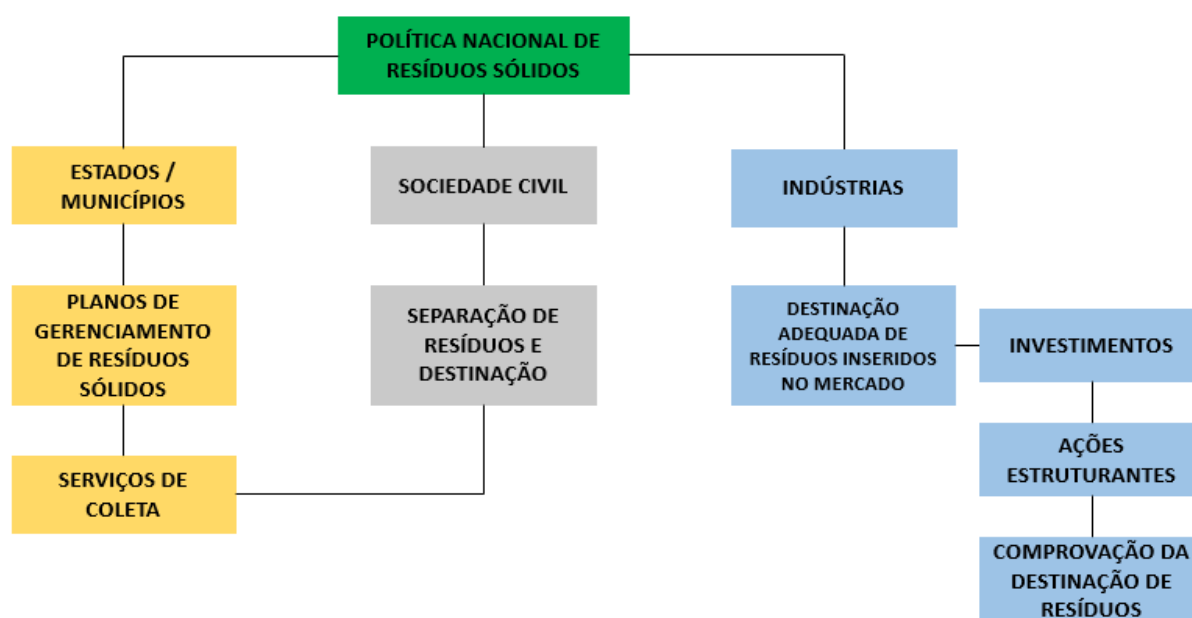 POLÍTICA NACIONAL DE
RESÍDUOS SÓLIDOS
ESTADOS /
MUNICÍPIOS
SOCIEDADE CIVIL
INDÚSTRIAS
PLANOS DE
GERENCIAMENTO
DE RESÍDUOS
SÓLIDOS
SEPARAÇÃO DE
RESÍDUOS E
DESTINAÇÃO
DESTINAÇÃO
ADEQUADA DE
RESÍDUOS INSERIDOS
NO MERCADO
INVESTIMENTOS
SERVIÇOS DE
COLETA
AÇÕES
ESTRUTURANTES
COMPROVAÇÃO DA
DESTINAÇÃO DE
RESÍDUOS